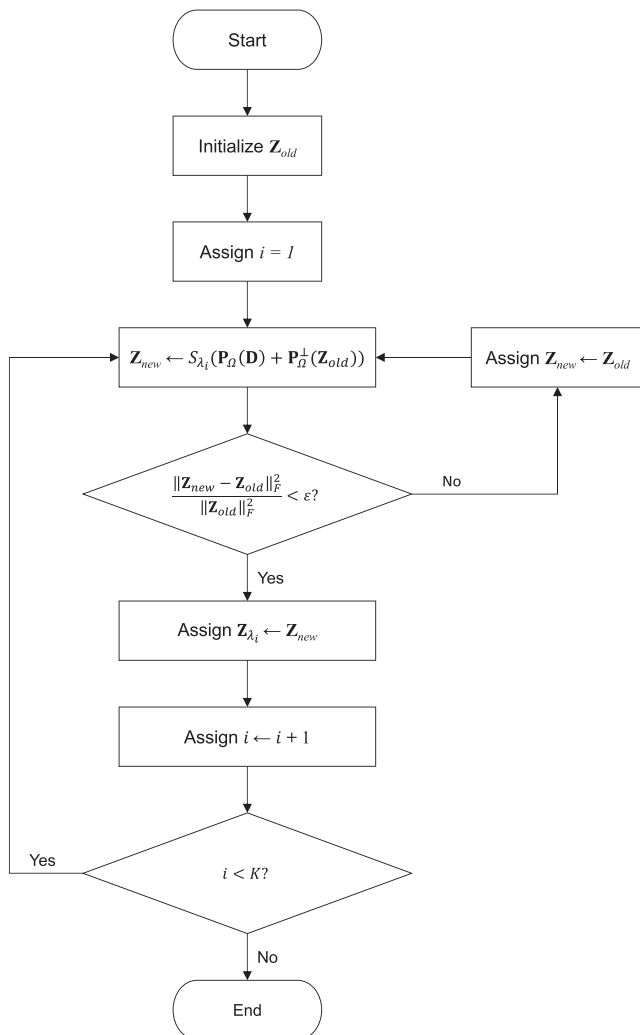 Start
Initialize Z_old
Assign i = 1
Z_new ← S_λi(P_Ω(D) + P_Ω^⊥(Z_old))
Assign Z_new ← Z_old
‖Z_new − Z_old‖_F^2
‖Z_old‖_F^2
< ε?
No
Yes
Assign Z_λi ← Z_new
Assign i ← i + 1
Yes
i < K?
No
End